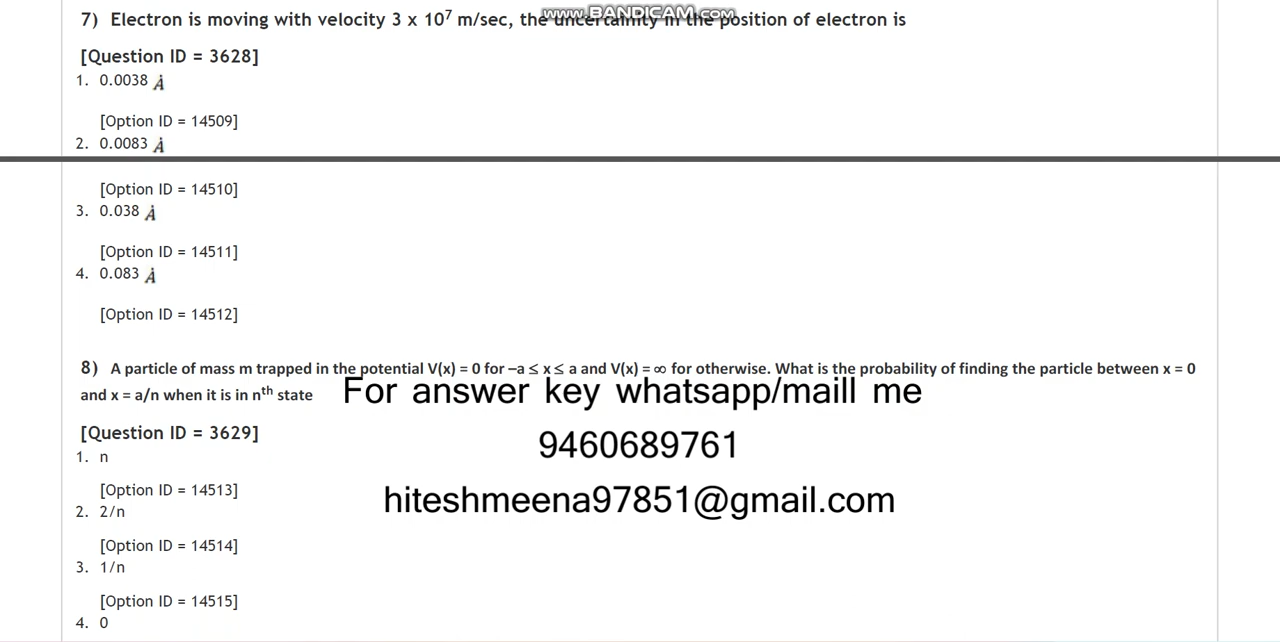 www.BANDICAM.com
7) Electron is moving with velocity 3 x 10⁷ m/sec, the uncertainity in the position of electron is
[Question ID = 3628]
1. 0.0038 Å
[Option ID = 14509]
2. 0.0083 Å
[Option ID = 14510]
3. 0.038 Å
[Option ID = 14511]
4. 0.083 Å
[Option ID = 14512]
8) A particle of mass m trapped in the potential V(x) = 0 for –a ≤ x ≤ a and V(x) = ∞ for otherwise. What is the probability of finding the particle between x = 0
and x = a/n when it is in nᵗʰ state
For answer key whatsapp/maill me
9460689761
hiteshmeena97851@gmail.com
[Question ID = 3629]
1. n
[Option ID = 14513]
2. 2/n
[Option ID = 14514]
3. 1/n
[Option ID = 14515]
4. 0